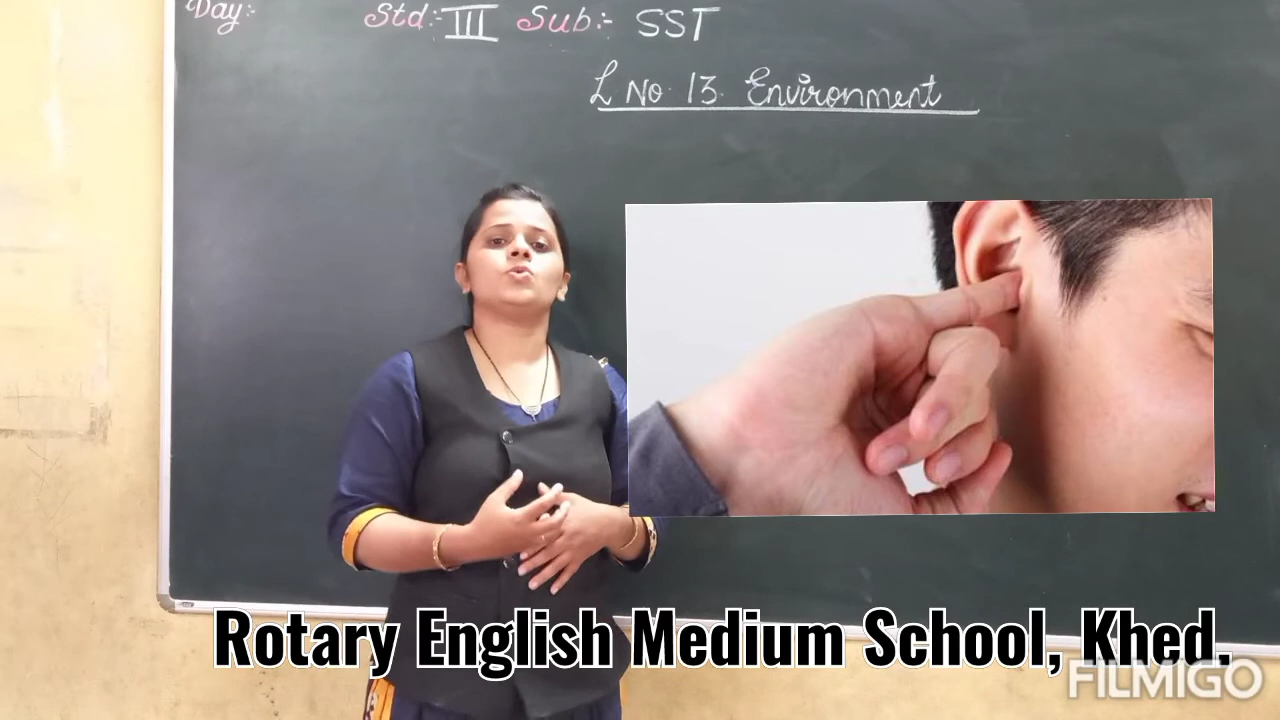 Day:- Std:- III Sub:- SST
L No. 13. Environment
Rotary English Medium School, Khed.
FILMIGO